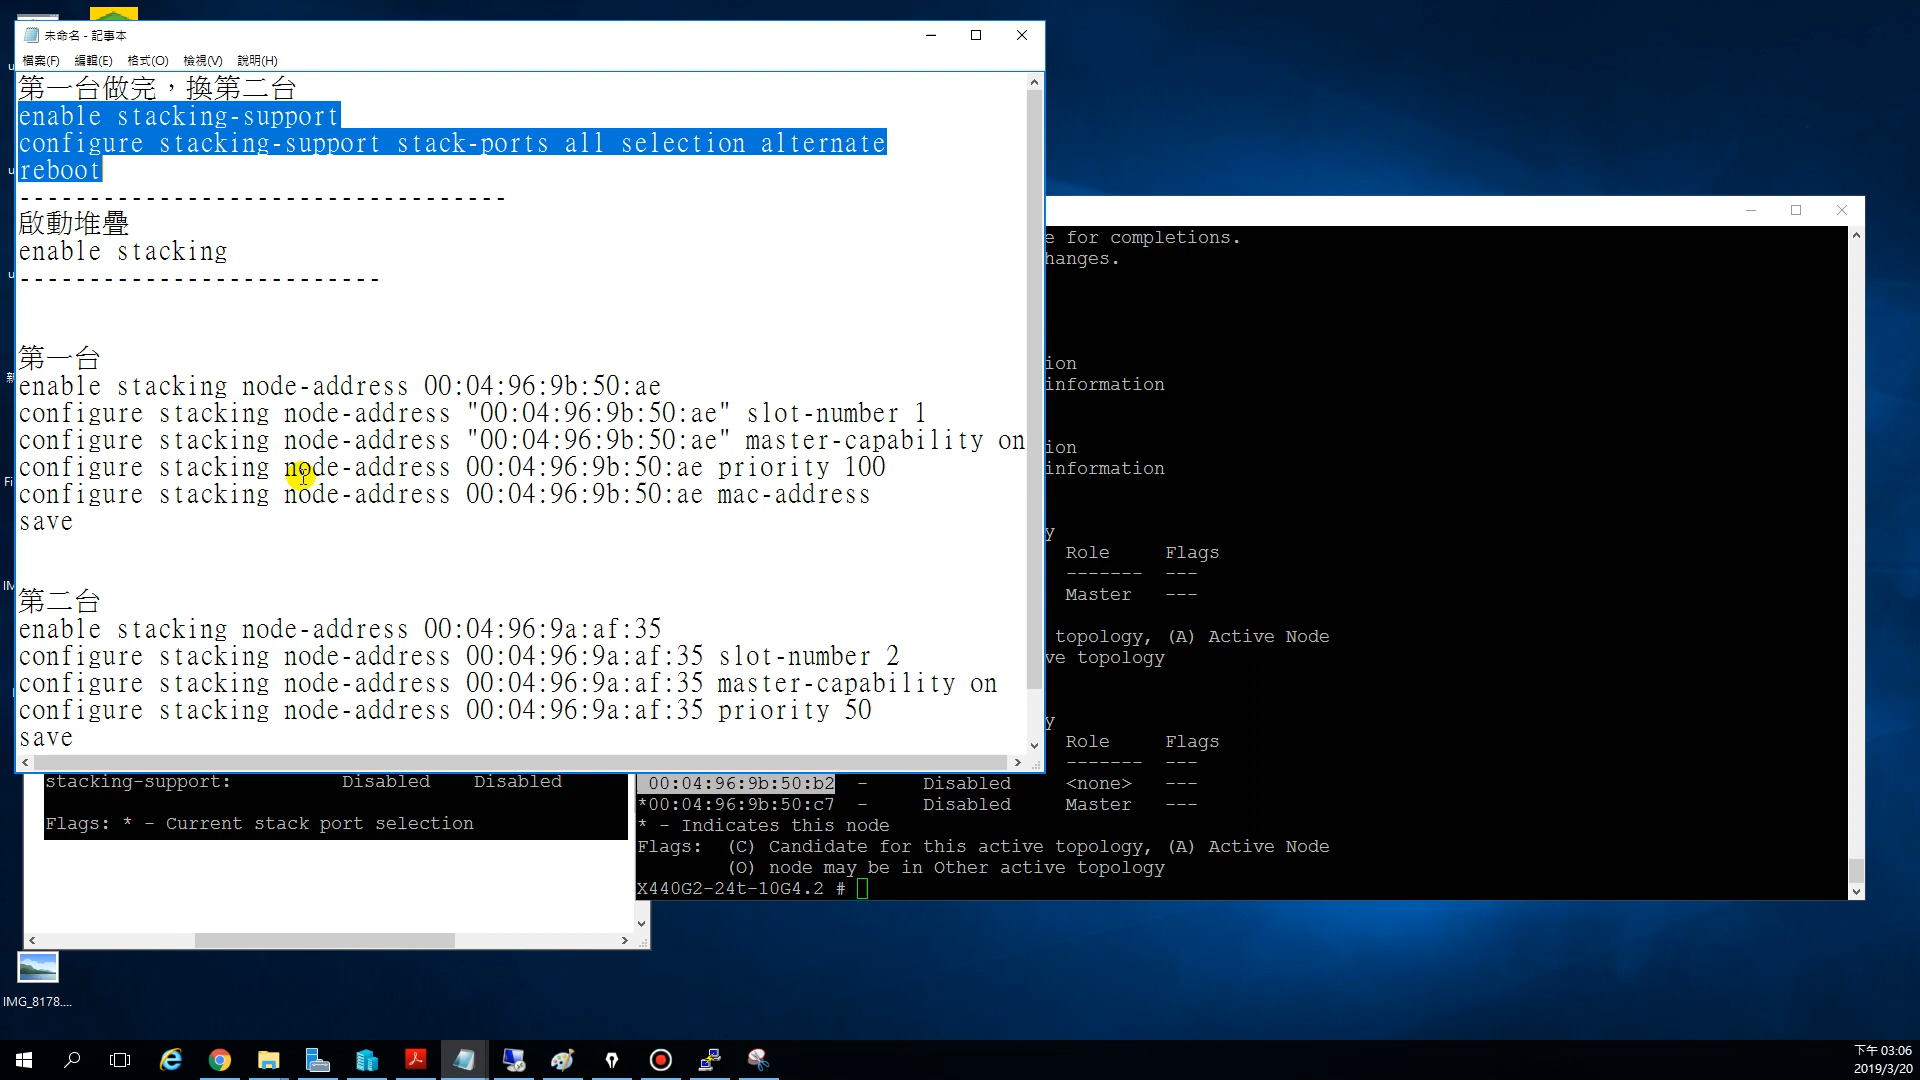 未命名 - 記事本
檔案(F) 編輯(E) 格式(O) 檢視(V) 說明(H)
第一台做完，換第二台
enable stacking-support
configure stacking-support stack-ports all selection alternate
reboot
-----------------------------------
啟動堆疊
enable stacking
--------------------------
第一台
enable stacking node-address 00:04:96:9b:50:ae
configure stacking node-address "00:04:96:9b:50:ae" slot-number 1
configure stacking node-address "00:04:96:9b:50:ae" master-capability on
configure stacking node-address 00:04:96:9b:50:ae priority 100
configure stacking node-address 00:04:96:9b:50:ae mac-address
save
第二台
enable stacking node-address 00:04:96:9a:af:35
configure stacking node-address 00:04:96:9a:af:35 slot-number 2
configure stacking node-address 00:04:96:9a:af:35 master-capability on
configure stacking node-address 00:04:96:9a:af:35 priority 50
save
stacking-support: Disabled Disabled
Flags: * - Current stack port selection
e for completions.
hanges.
ion
information
ion
information
y
Role Flags
------- ---
Master ---
topology, (A) Active Node
ve topology
y
Role Flags
------- ---
00:04:96:9b:50:b2 - Disabled <none> ---
*00:04:96:9b:50:c7 - Disabled Master ---
* - Indicates this node
Flags: (C) Candidate for this active topology, (A) Active Node
(O) node may be in Other active topology
X440G2-24t-10G4.2 #
IMG_8178....
下午 03:06
2019/3/20